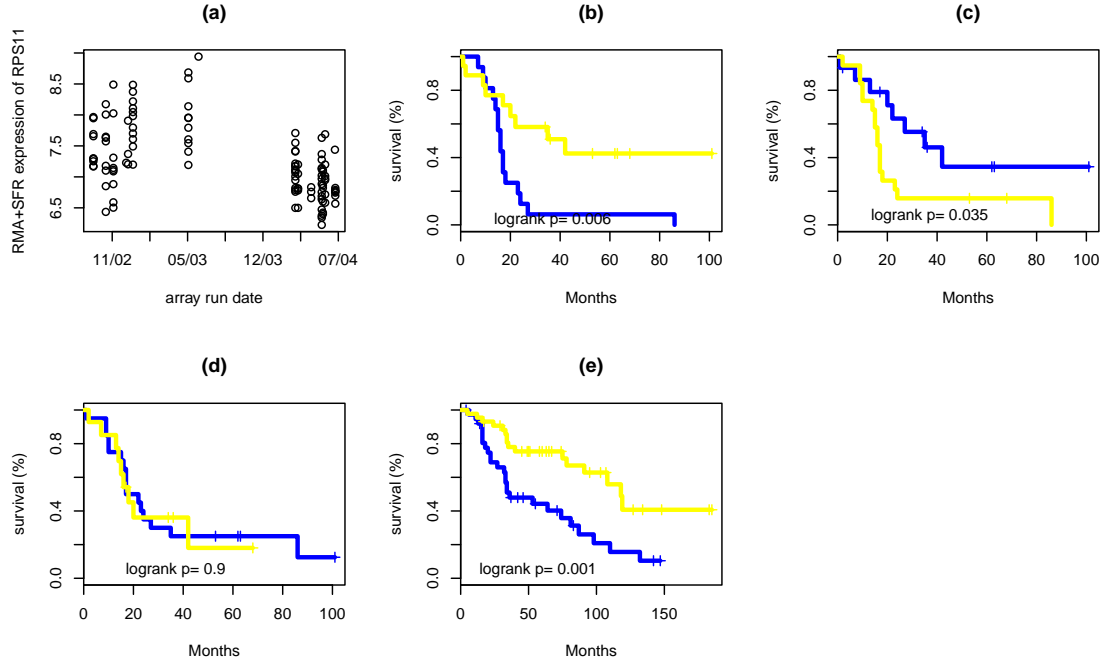 (a)
RMA+SFR expression of RPS11
8.5
7.5
6.5
11/02
05/03
12/03
07/04
array run date
(b)
survival (%)
0.8
0.4
0.0
logrank p= 0.006
0
20
40
60
80
100
Months
(c)
survival (%)
0.8
0.4
0.0
logrank p= 0.035
0
20
40
60
80
100
Months
(d)
survival (%)
0.8
0.4
0.0
logrank p= 0.9
0
20
40
60
80
100
Months
(e)
survival (%)
0.8
0.4
0.0
logrank p= 0.001
0
50
100
150
Months